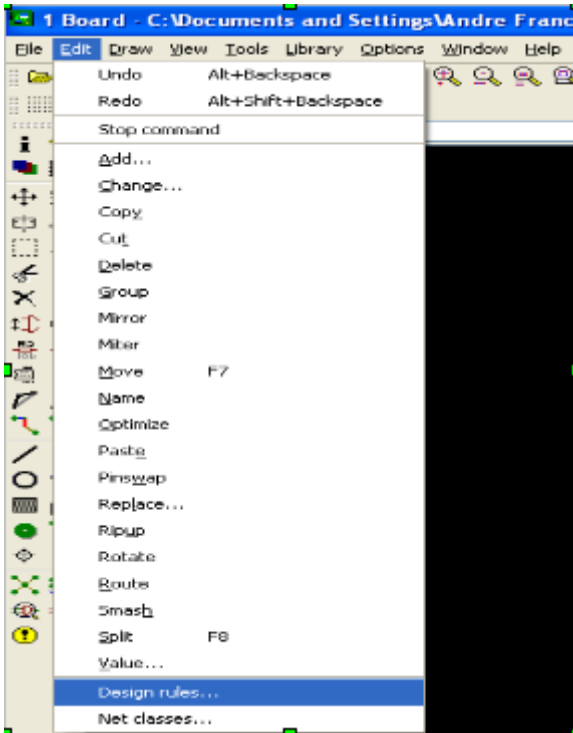 1 Board - C:\Documents and Settings\Andre Franc
File Edit Draw View Tools Library Options Window Help
Undo Alt+Backspace
Redo Alt+Shift+Backspace
Stop command
Add...
Change...
Copy
Cut
Delete
Group
Mirror
Miter
Move F7
Name
Optimize
Paste
Pinswap
Replace...
Ripup
Rotate
Route
Smash
Split F8
Value...
Design rules...
Net classes...